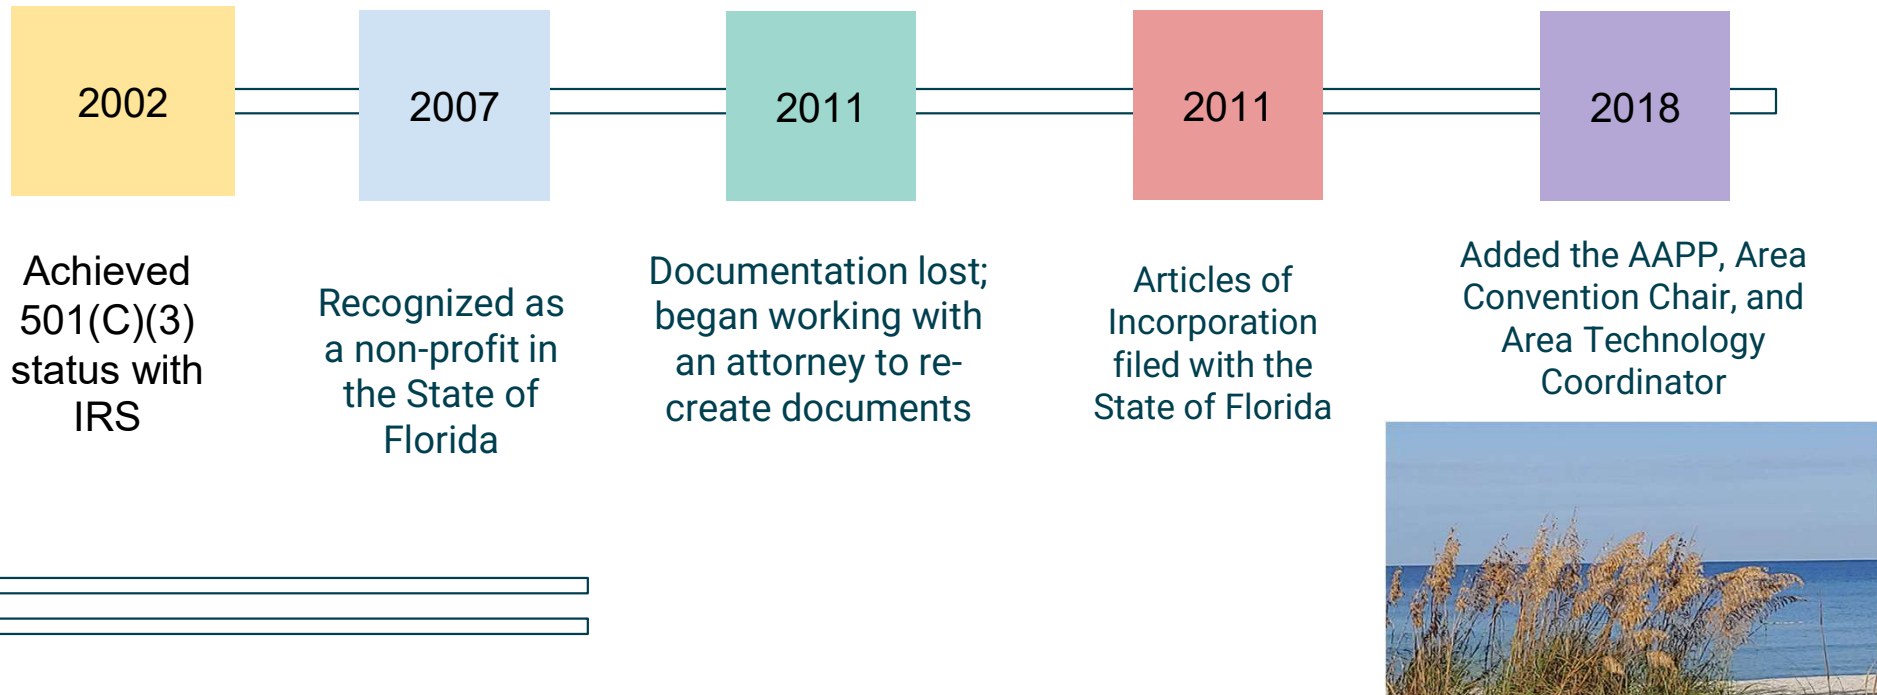 2002
2007
2011
2011
2018
Achieved
501(C)(3)
status with
IRS
Recognized as
a non-profit in
the State of
Florida
Documentation lost;
began working with
an attorney to re-
create documents
Articles of
Incorporation
filed with the
State of Florida
Added the AAPP, Area
Convention Chair, and
Area Technology
Coordinator